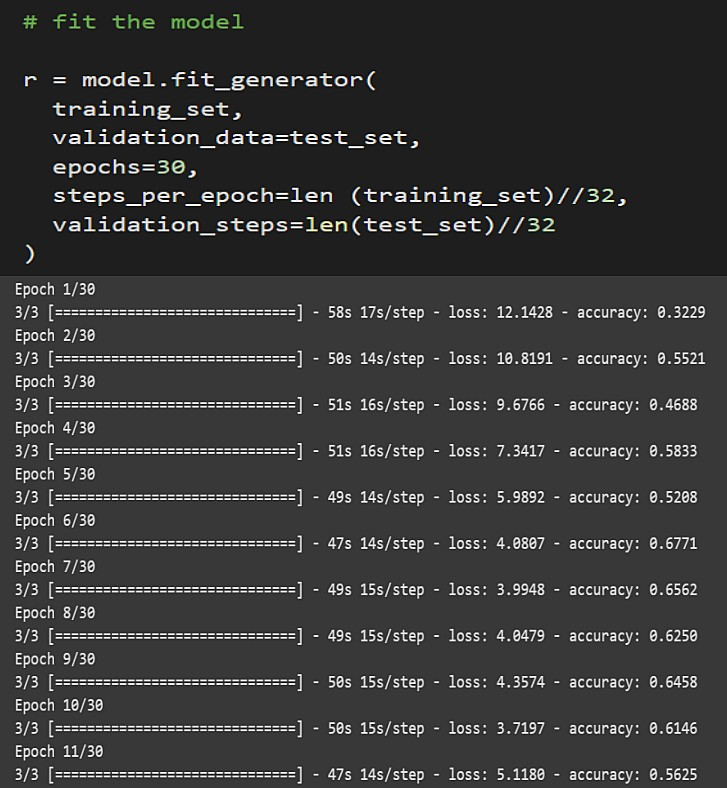 # fit the model
r = model.fit_generator(
  training_set,
  validation_data=test_set,
  epochs=30,
  steps_per_epoch=len (training_set)//32,
  validation_steps=len(test_set)//32
)
Epoch 1/30
3/3 [==============================] - 58s 17s/step - loss: 12.1428 - accuracy: 0.3229
Epoch 2/30
3/3 [==============================] - 50s 14s/step - loss: 10.8191 - accuracy: 0.5521
Epoch 3/30
3/3 [==============================] - 51s 16s/step - loss: 9.6766 - accuracy: 0.4688
Epoch 4/30
3/3 [==============================] - 51s 16s/step - loss: 7.3417 - accuracy: 0.5833
Epoch 5/30
3/3 [==============================] - 49s 14s/step - loss: 5.9892 - accuracy: 0.5208
Epoch 6/30
3/3 [==============================] - 47s 14s/step - loss: 4.0807 - accuracy: 0.6771
Epoch 7/30
3/3 [==============================] - 49s 15s/step - loss: 3.9948 - accuracy: 0.6562
Epoch 8/30
3/3 [==============================] - 49s 15s/step - loss: 4.0479 - accuracy: 0.6250
Epoch 9/30
3/3 [==============================] - 50s 15s/step - loss: 4.3574 - accuracy: 0.6458
Epoch 10/30
3/3 [==============================] - 50s 15s/step - loss: 3.7197 - accuracy: 0.6146
Epoch 11/30
3/3 [==============================] - 47s 14s/step - loss: 5.1180 - accuracy: 0.5625